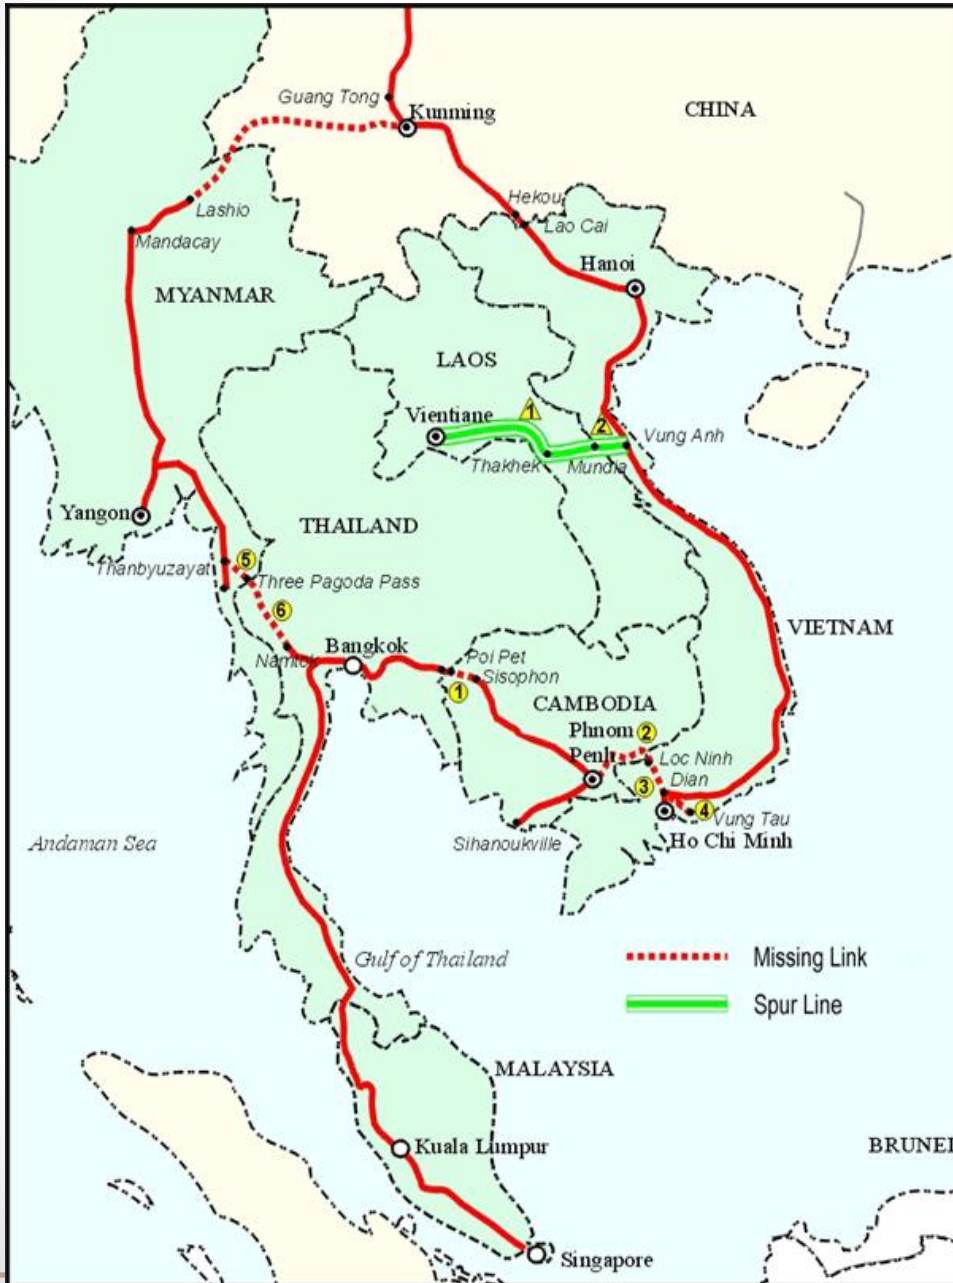 Guang Tong
Kunming
CHINA
Lashio
Hekou
Lao Cai
Mandacay
Hanoi
MYANMAR
LAOS
1
Vientiane
2
Vung Anh
Thakhek
Mundia
Yangon
THAILAND
Thanbyuzayat
5
Three Pagoda Pass
6
VIETNAM
Bangkok
Namtok
Poi Pet
Sisophon
1
CAMBODIA
Phnom
Penh
2
Loc Ninh
3
Dian
4
Vung Tau
Ho Chi Minh
Sihanoukville
Andaman Sea
Gulf of Thailand
Missing Link
Spur Line
MALAYSIA
Kuala Lumpur
BRUNEI
Singapore